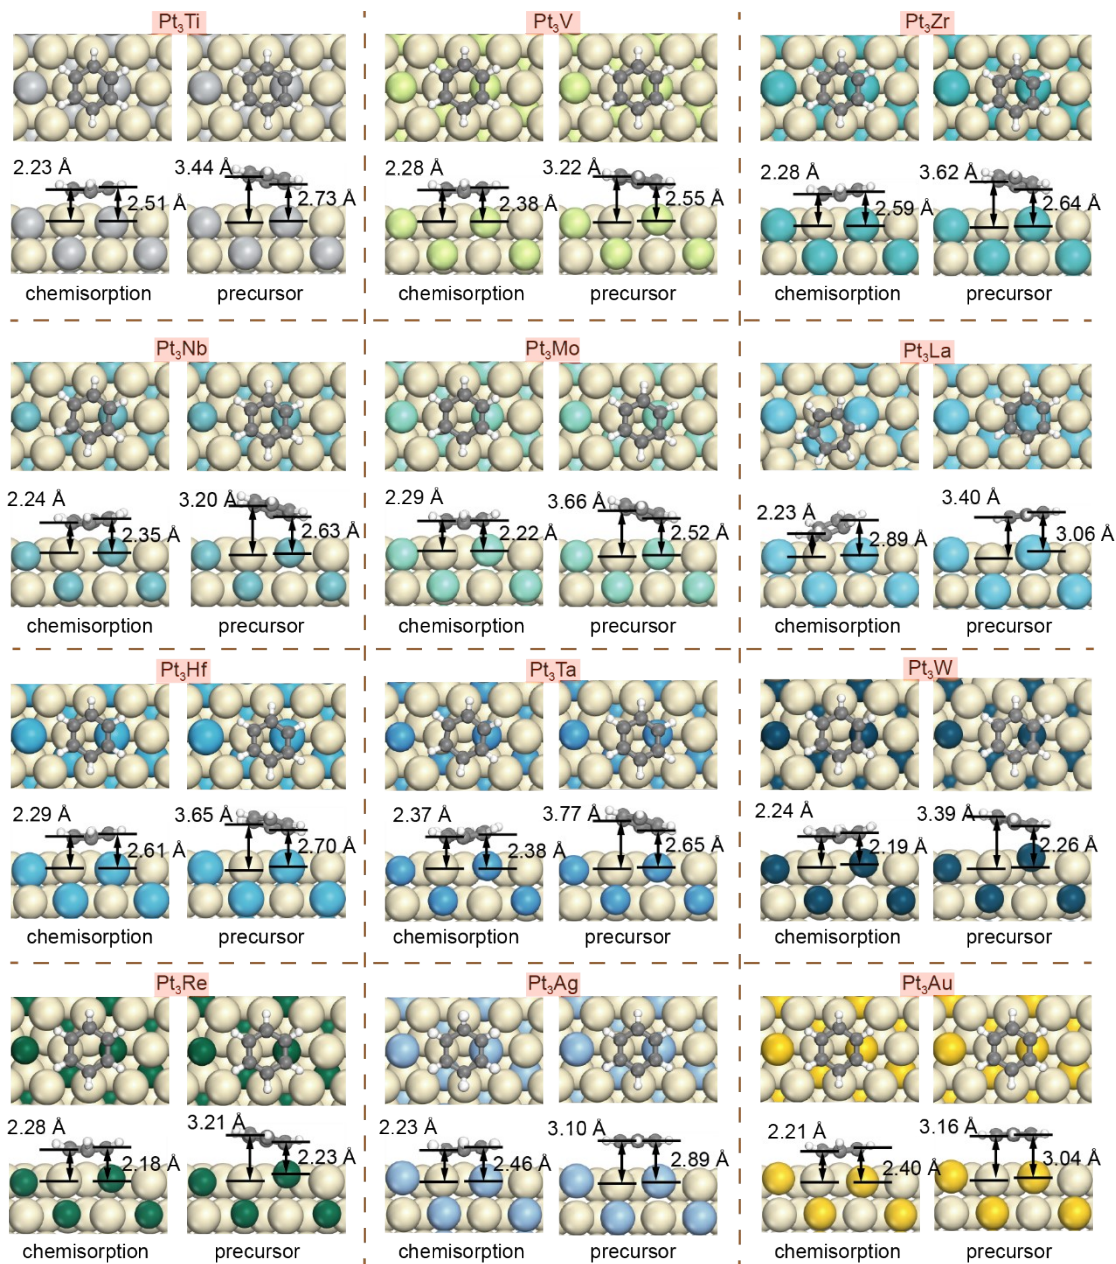 Pt₃Ti
2.23 Å
2.51 Å
3.44 Å
2.73 Å
chemisorption
precursor
Pt₃V
2.28 Å
2.38 Å
3.22 Å
2.55 Å
chemisorption
precursor
Pt₃Zr
2.28 Å
2.59 Å
3.62 Å
2.64 Å
chemisorption
precursor
Pt₃Nb
2.24 Å
2.35 Å
3.20 Å
2.63 Å
chemisorption
precursor
Pt₃Mo
2.29 Å
2.22 Å
3.66 Å
2.52 Å
chemisorption
precursor
Pt₃La
2.23 Å
2.89 Å
3.40 Å
3.06 Å
chemisorption
precursor
Pt₃Hf
2.29 Å
2.61 Å
3.65 Å
2.70 Å
chemisorption
precursor
Pt₃Ta
2.37 Å
2.38 Å
3.77 Å
2.65 Å
chemisorption
precursor
Pt₃W
2.24 Å
2.19 Å
3.39 Å
2.26 Å
chemisorption
precursor
Pt₃Re
2.28 Å
2.18 Å
3.21 Å
2.23 Å
chemisorption
precursor
Pt₃Ag
2.23 Å
2.46 Å
3.10 Å
2.89 Å
chemisorption
precursor
Pt₃Au
2.21 Å
2.40 Å
3.16 Å
3.04 Å
chemisorption
precursor